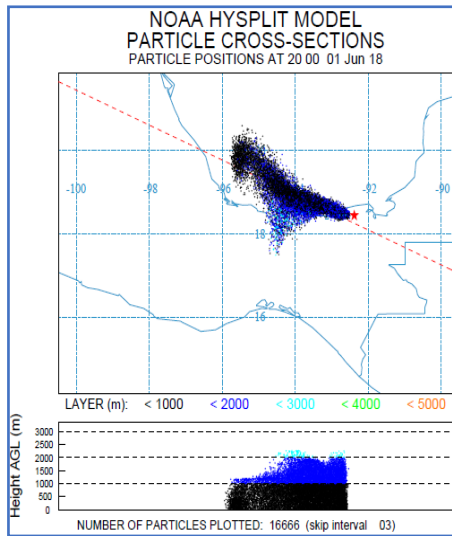 NOAA HYSPLIT MODEL
PARTICLE CROSS-SECTIONS
PARTICLE POSITIONS AT 20 00 01 Jun 18
-100 -98 -96 -92 -90
18
16
LAYER (m): < 1000 < 2000 < 3000 < 4000 < 5000
Height AGL (m)
3000
2500
2000
1500
1000
500
0
NUMBER OF PARTICLES PLOTTED: 16666 (skip interval 03)